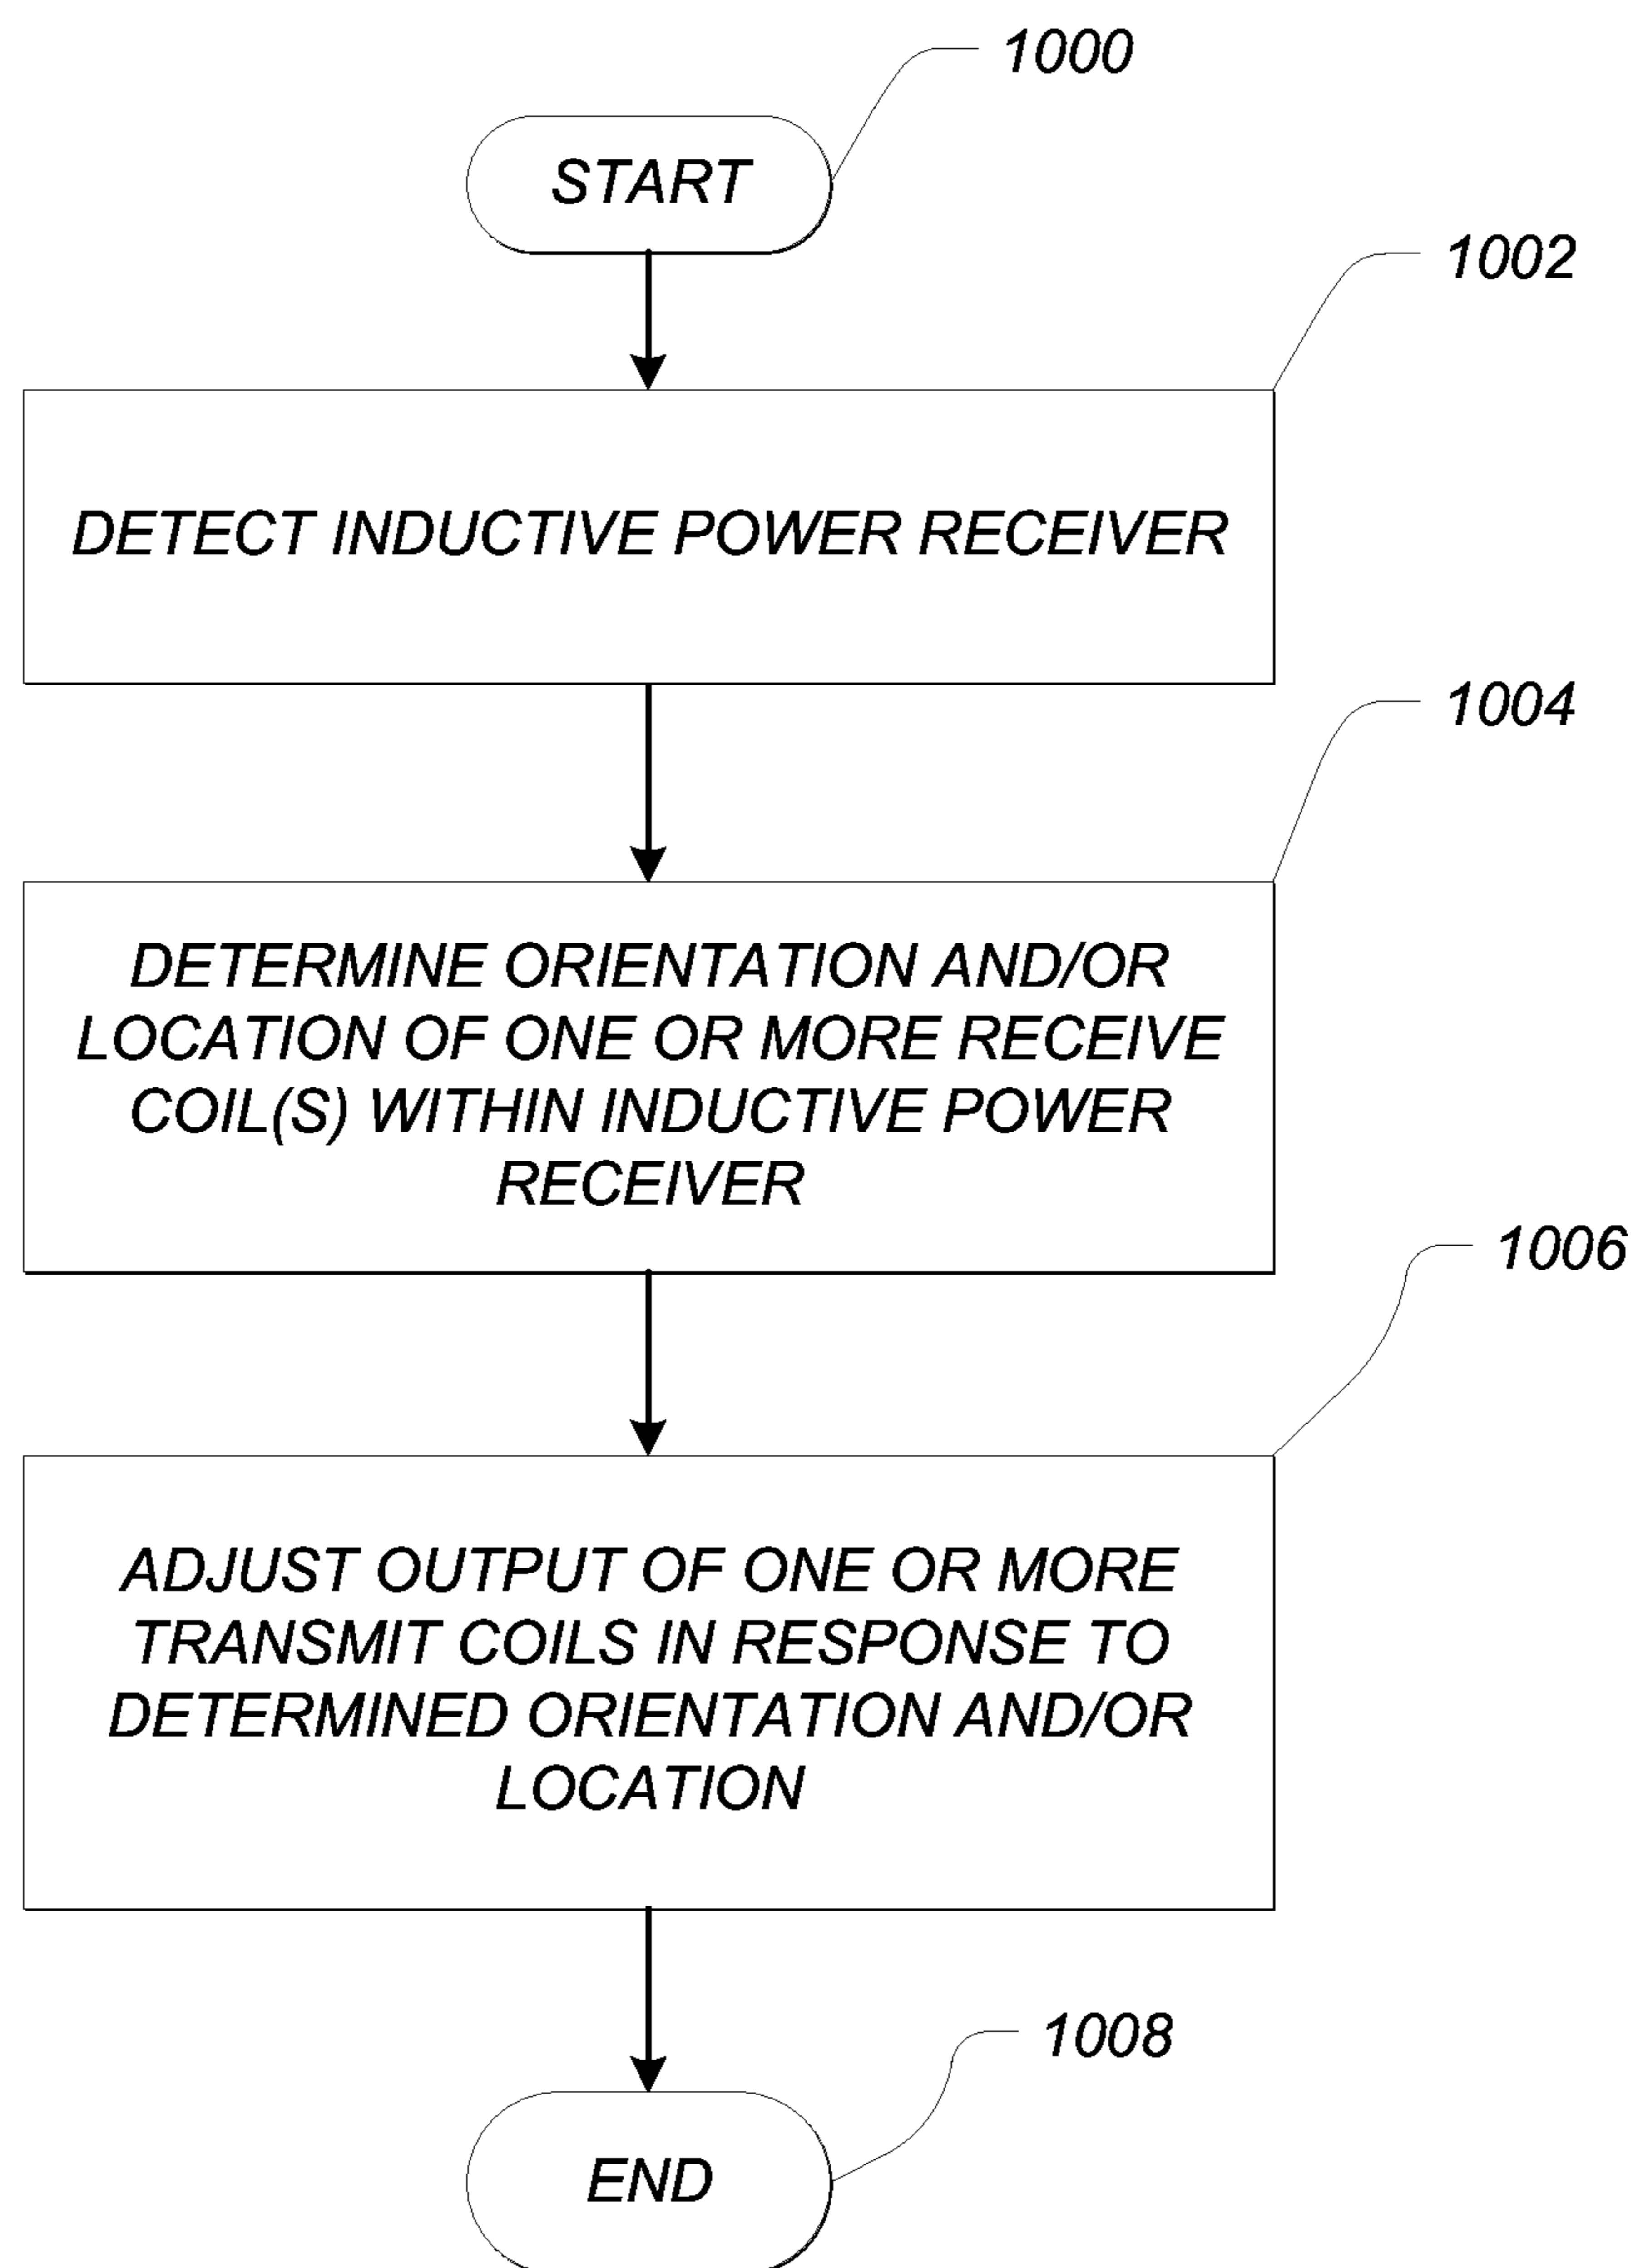 1000
START
1002
DETECT INDUCTIVE POWER RECEIVER
1004
DETERMINE ORIENTATION AND/OR
LOCATION OF ONE OR MORE RECEIVE
COIL(S) WITHIN INDUCTIVE POWER
RECEIVER
1006
ADJUST OUTPUT OF ONE OR MORE
TRANSMIT COILS IN RESPONSE TO
DETERMINED ORIENTATION AND/OR
LOCATION
1008
END